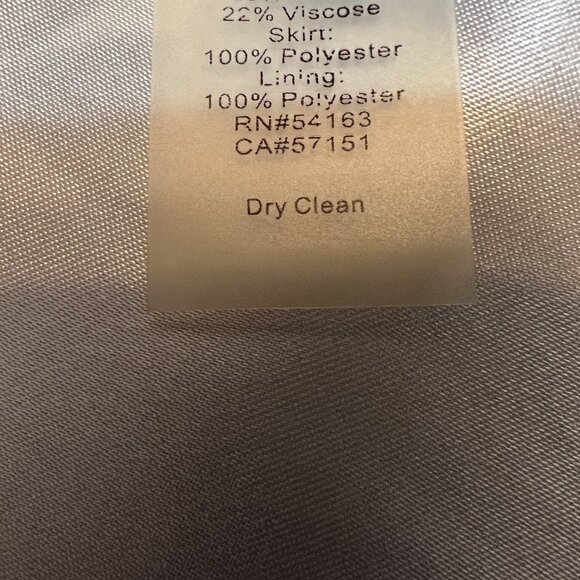 22% Viscose
Skirt:
100% Polyester
Lining:
100% Polyester
RN#54163
CA#57151
Dry Clean